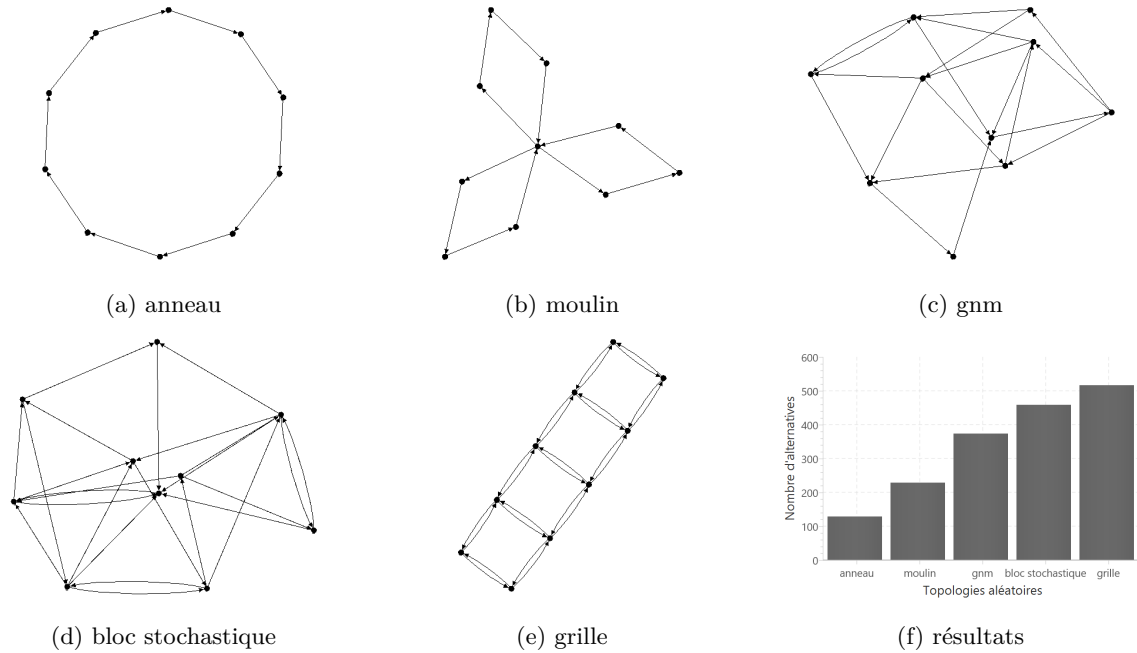 (a) anneau
(b) moulin
(c) gnm
(d) bloc stochastique
(e) grille
600
500
400
300
200
100
0
Nombre d'alternatives
anneau moulin gnm bloc stochastique grille
Topologies aléatoires
(f) résultats